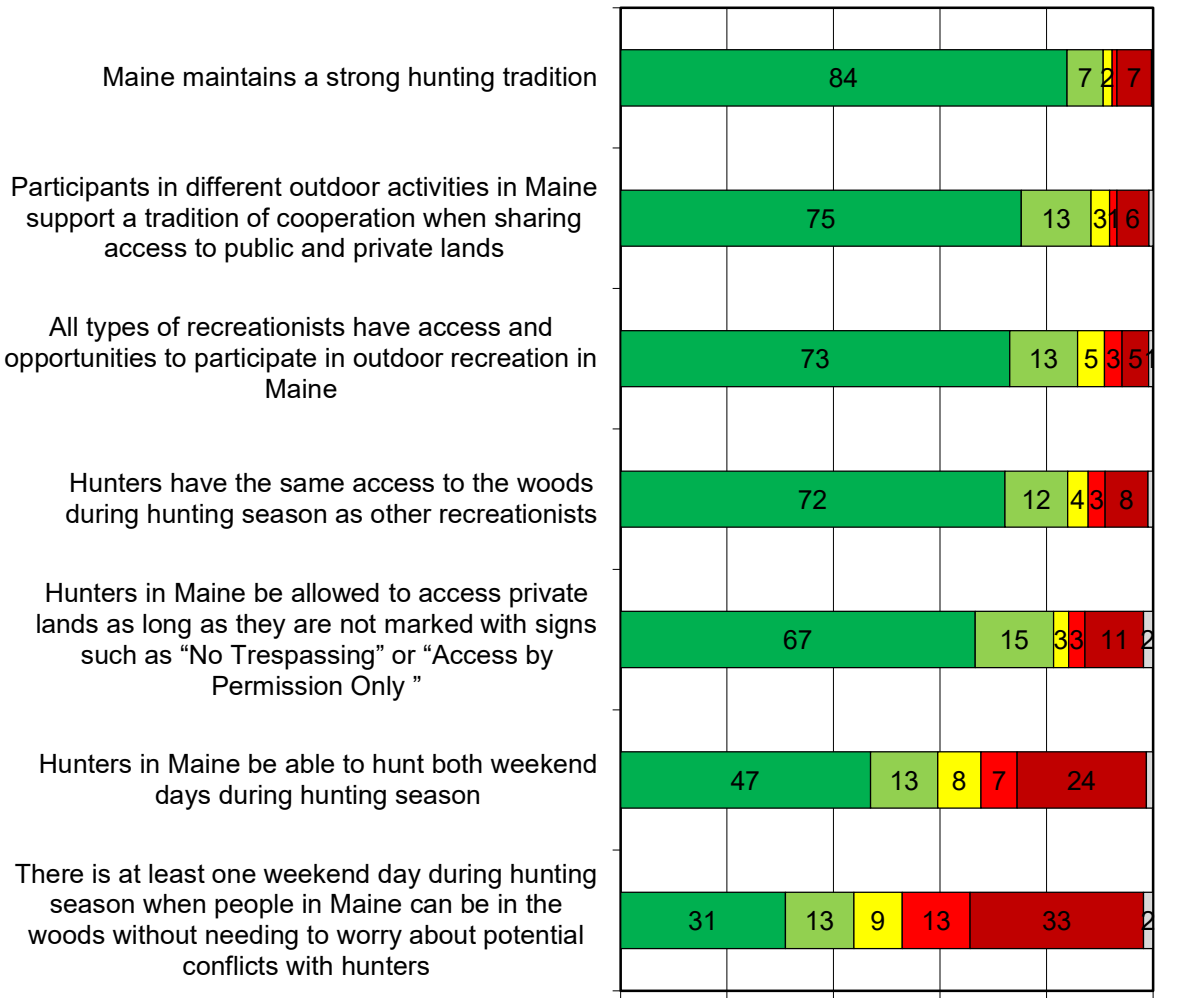 Maine maintains a strong hunting tradition
84 7 2 7
Participants in different outdoor activities in Maine
support a tradition of cooperation when sharing
access to public and private lands
75 13 3 1 6
All types of recreationists have access and
opportunities to participate in outdoor recreation in
Maine
73 13 5 3 5 1
Hunters have the same access to the woods
during hunting season as other recreationists
72 12 4 3 8
Hunters in Maine be allowed to access private
lands as long as they are not marked with signs
such as “No Trespassing” or “Access by
Permission Only ”
67 15 3 3 11 2
Hunters in Maine be able to hunt both weekend
days during hunting season
47 13 8 7 24
There is at least one weekend day during hunting
season when people in Maine can be in the
woods without needing to worry about potential
conflicts with hunters
31 13 9 13 33 2